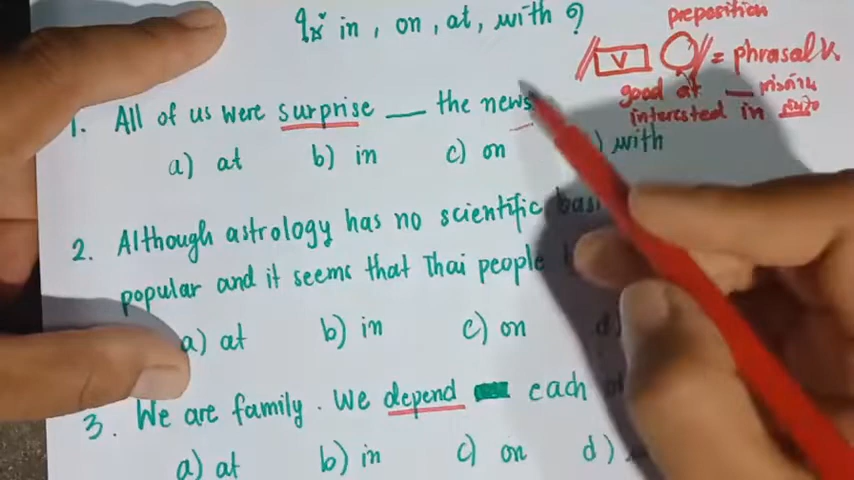 ใช้ in, on, at, with ?
preposition
V = phrasal v.
good at
interested in
1. All of us were surprise ___ the news
a) at b) in c) on ) with
2. Although astrology has no scientific basi
popular and it seems that Thai people
a) at b) in c) on d)
3. We are family. We depend each
a) at b) in c) on d)